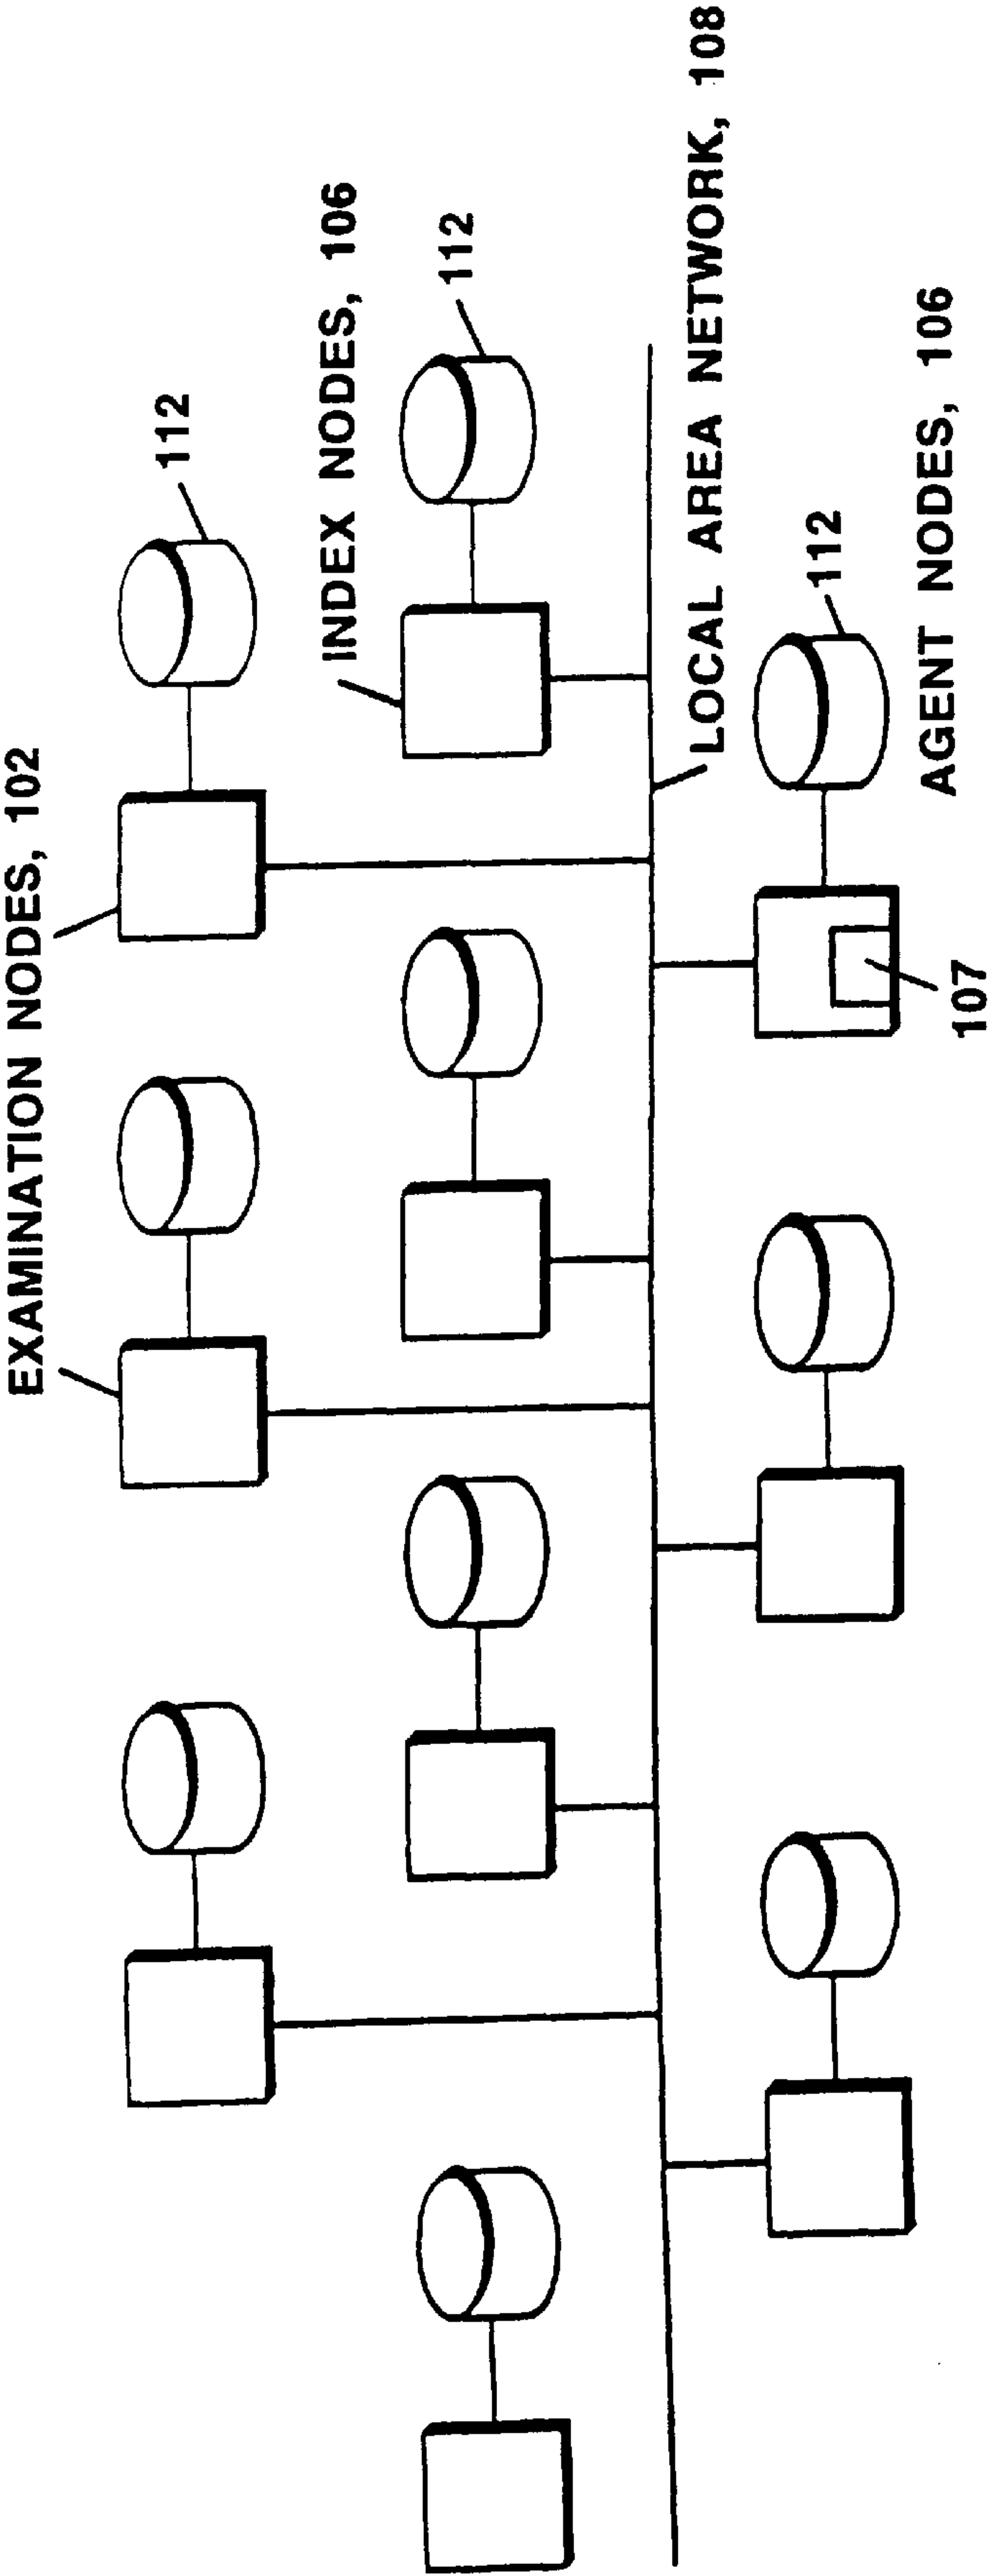 EXAMINATION NODES, 102
112
INDEX NODES, 106
112
LOCAL AREA NETWORK, 108
112
AGENT NODES, 106
107